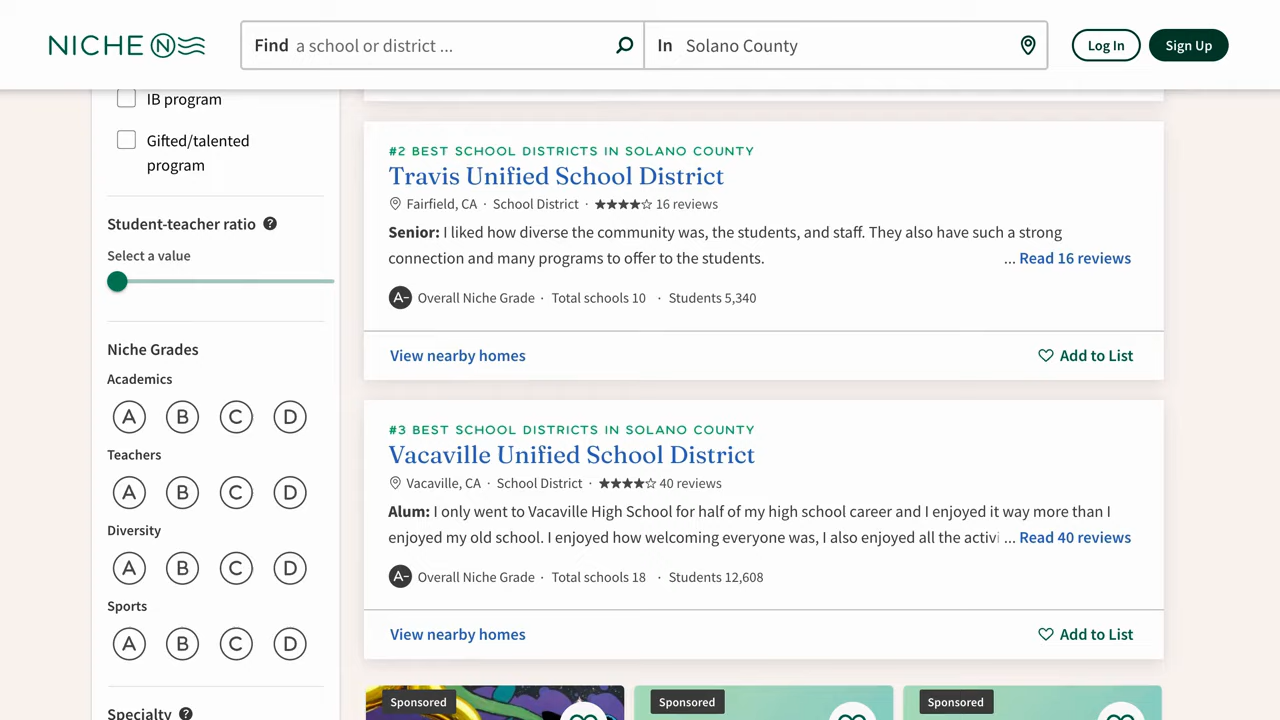 NICHE
Find a school or district ...
In Solano County
Log In
Sign Up
IB program
Gifted/talented
program
Student-teacher ratio ?
Select a value
Niche Grades
Academics
A B C D
Teachers
A B C D
Diversity
A B C D
Sports
A B C D
Specialty ?
#2 BEST SCHOOL DISTRICTS IN SOLANO COUNTY
Travis Unified School District
Fairfield, CA · School District · ★★★★☆ 16 reviews
Senior: I liked how diverse the community was, the students, and staff. They also have such a strong
connection and many programs to offer to the students. ... Read 16 reviews
A- Overall Niche Grade · Total schools 10 · Students 5,340
View nearby homes
Add to List
#3 BEST SCHOOL DISTRICTS IN SOLANO COUNTY
Vacaville Unified School District
Vacaville, CA · School District · ★★★★☆ 40 reviews
Alum: I only went to Vacaville High School for half of my high school career and I enjoyed it way more than I
enjoyed my old school. I enjoyed how welcoming everyone was, I also enjoyed all the activi ... Read 40 reviews
A- Overall Niche Grade · Total schools 18 · Students 12,608
View nearby homes
Add to List
Sponsored
Sponsored
Sponsored